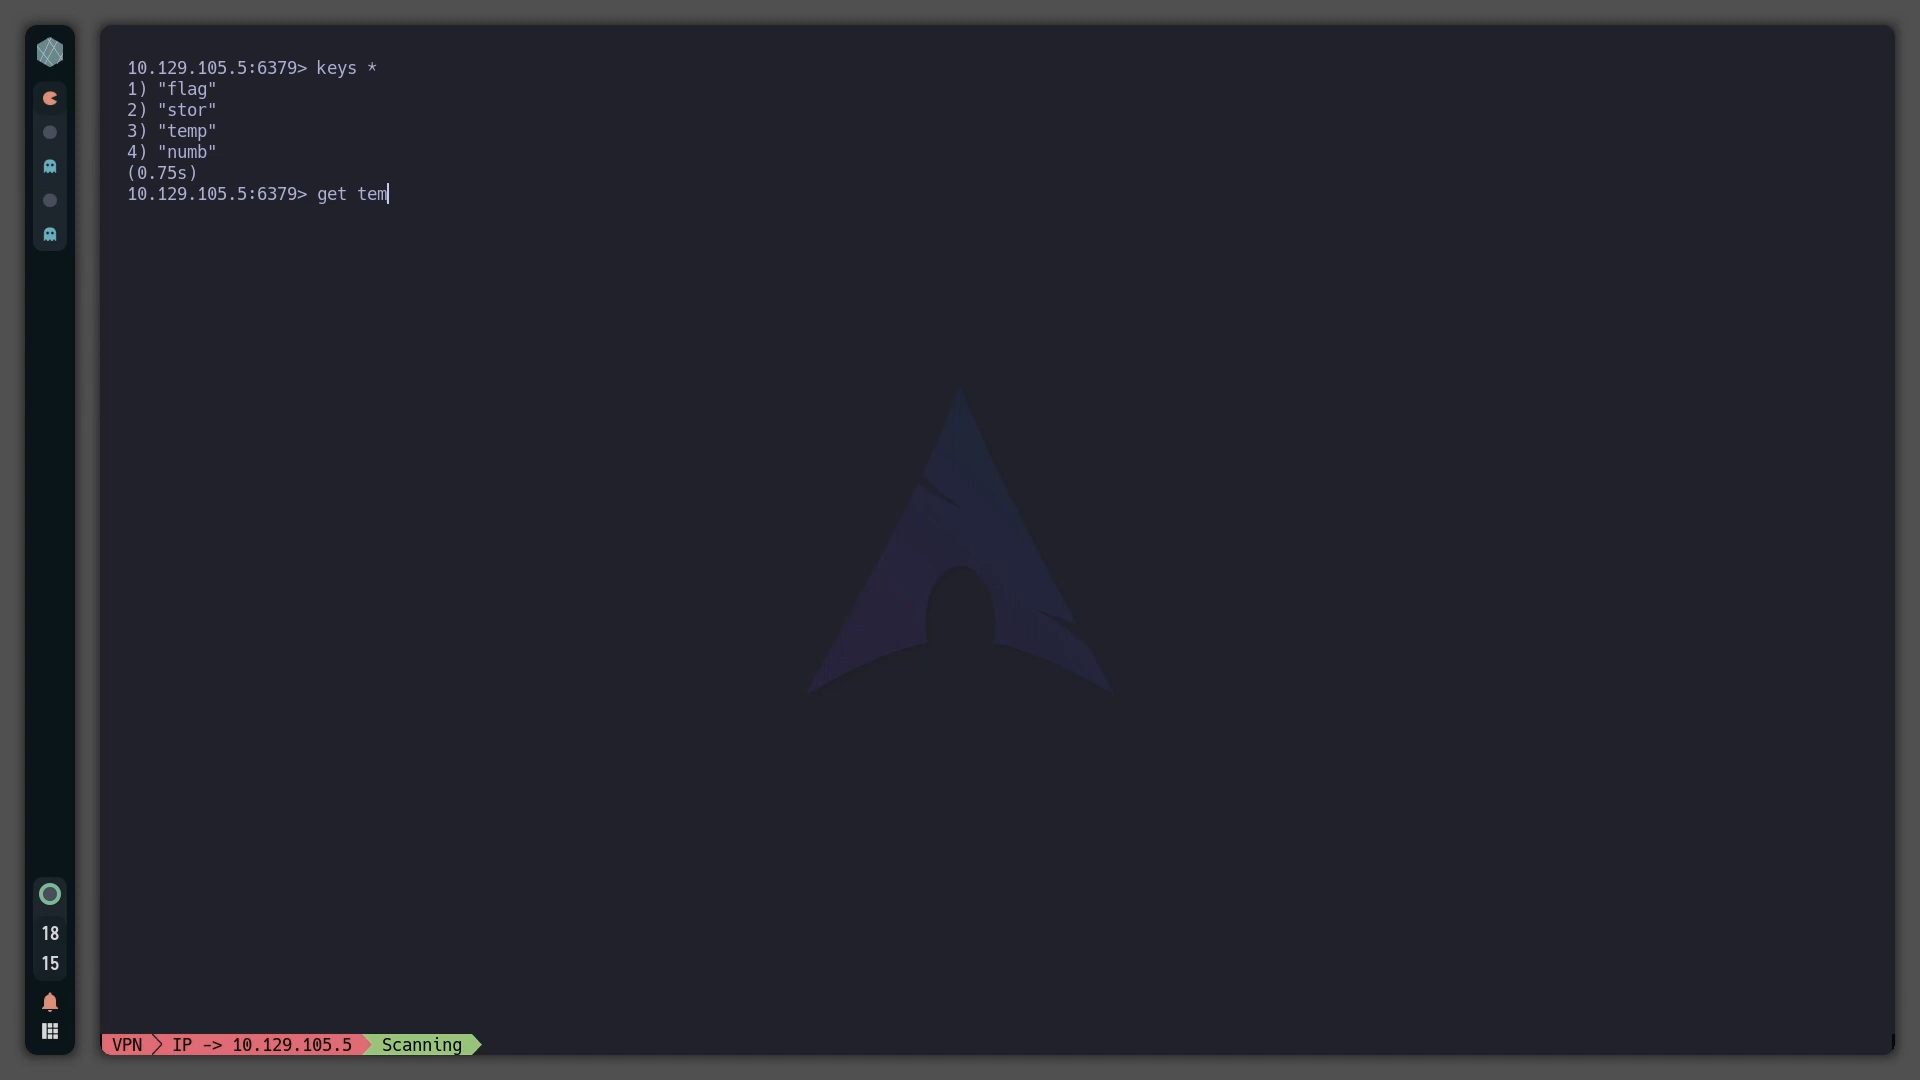 10.129.105.5:6379> keys *
1) "flag"
2) "stor"
3) "temp"
4) "numb"
(0.75s)
10.129.105.5:6379> get tem
18
15
VPN IP -> 10.129.105.5 Scanning